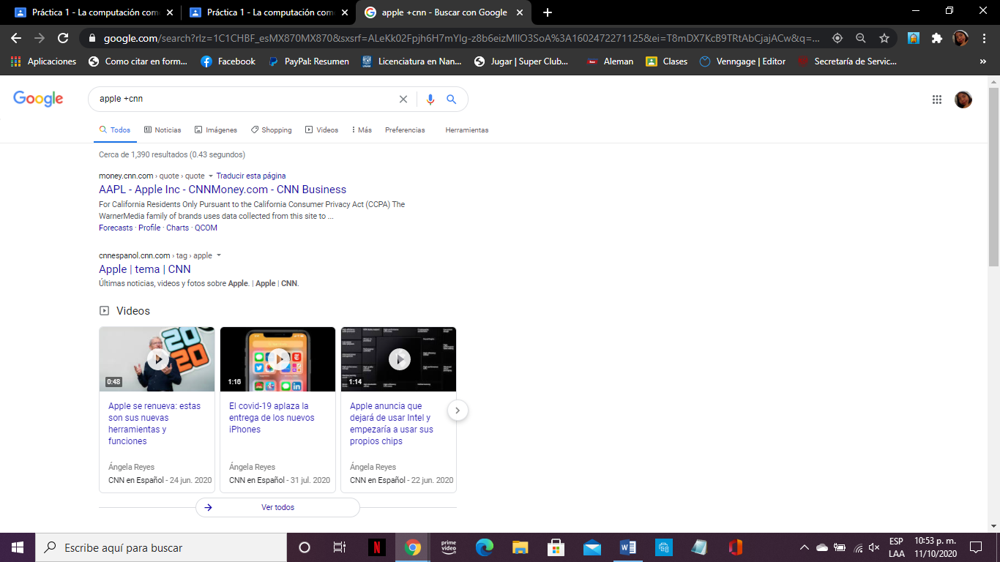 Práctica 1 - La computación com
Práctica 1 - La computación com
apple +cnn - Buscar con Google
google.com/search?rlz=1C1CHBF_esMX870MX870&sxsrf=ALeKk02Fpjh6H7mYlg-z8b6eizMIlO3SoA%3A1602472271125&ei=T8mDX7KcB9TRtAbCjajACw&q=...
Aplicaciones
Como citar en form...
Facebook
PayPal: Resumen
Licenciatura en Nan...
Jugar | Super Club...
Aleman
Clases
Venngage | Editor
Secretaría de Servic...
Google
apple +cnn
Todos
Noticias
Imágenes
Shopping
Videos
Más
Preferencias
Herramientas
Cerca de 1,390 resultados (0.43 segundos)
money.cnn.com › quote › quote Traducir esta página
AAPL - Apple Inc - CNNMoney.com - CNN Business
For California Residents Only Pursuant to the California Consumer Privacy Act (CCPA) The
WarnerMedia family of brands uses data collected from this site to ...
Forecasts · Profile · Charts · QCOM
cnnespanol.cnn.com › tag › apple
Apple | tema | CNN
Últimas noticias, videos y fotos sobre Apple. | Apple | CNN.
Videos
0:48
Apple se renueva: estas
son sus nuevas
herramientas y
funciones
Ángela Reyes
CNN en Español - 24 jun. 2020
1:16
El covid-19 aplaza la
entrega de los nuevos
iPhones
Ángela Reyes
CNN en Español - 31 jul. 2020
1:14
Apple anuncia que
dejará de usar Intel y
empezaría a usar sus
propios chips
Ángela Reyes
CNN en Español - 22 jun. 2020
Ver todos
Escribe aquí para buscar
prime
video
ESP
LAA
10:53 p. m.
11/10/2020